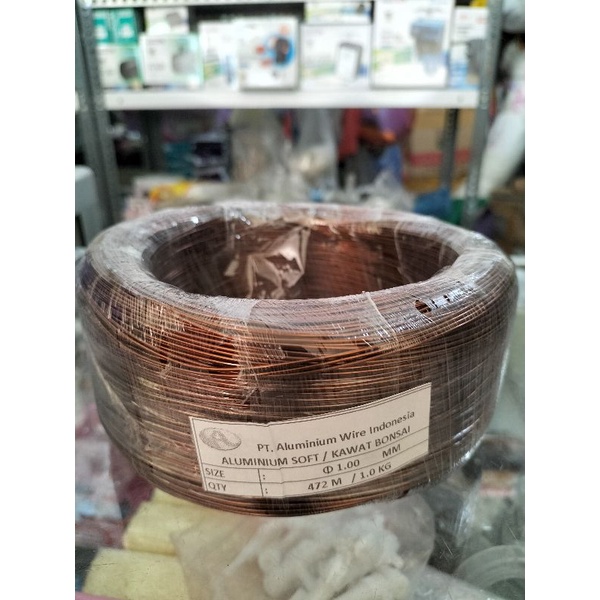 PT. Aluminium Wire Indonesia
ALUMINIUM SOFT / KAWAT BONSAI
SIZE : Φ 1.00 MM
QTY : 472 M / 1.0 KG